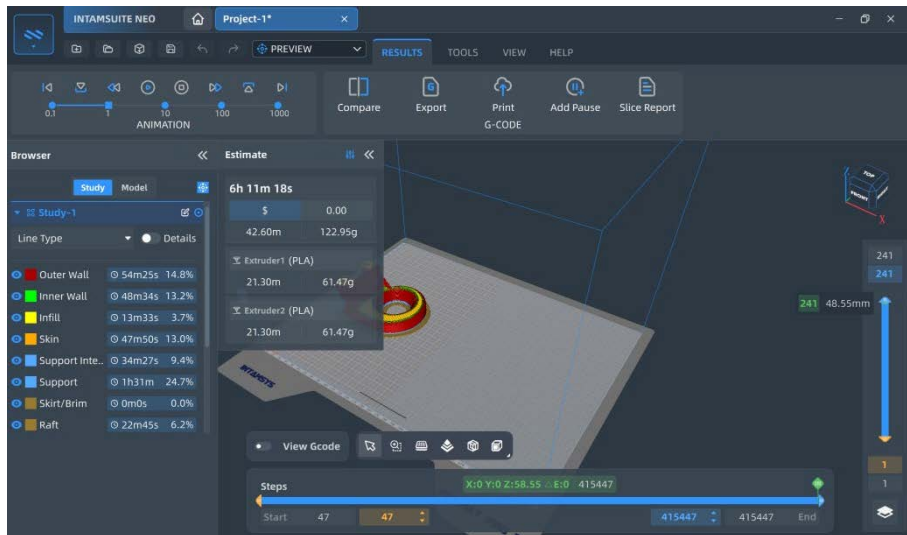 INTAMSUITE NEO
Project-1*
PREVIEW
RESULTS
TOOLS
VIEW
HELP
0.1 1 10 100 1000
ANIMATION
Compare
Export
Print
Add Pause
Slice Report
G-CODE
Browser
Study Model
Study-1
Line Type
Details
Outer Wall 54m25s 14.8%
Inner Wall 48m34s 13.2%
Infill 13m33s 3.7%
Skin 47m50s 13.0%
Support Inte.. 34m27s 9.4%
Support 1h31m 24.7%
Skirt/Brim 0m0s 0.0%
Raft 22m45s 6.2%
Estimate
6h 11m 18s
$ 0.00
42.60m 122.95g
Extruder1 (PLA)
21.30m 61.47g
Extruder2 (PLA)
21.30m 61.47g
INTAMSYS
TOP
FRONT
Z
X
241
241
241 48.55mm
1
1
View Gcode
Steps
X:0 Y:0 Z:58.55 △E:0 415447
Start 47 47 415447 415447 End